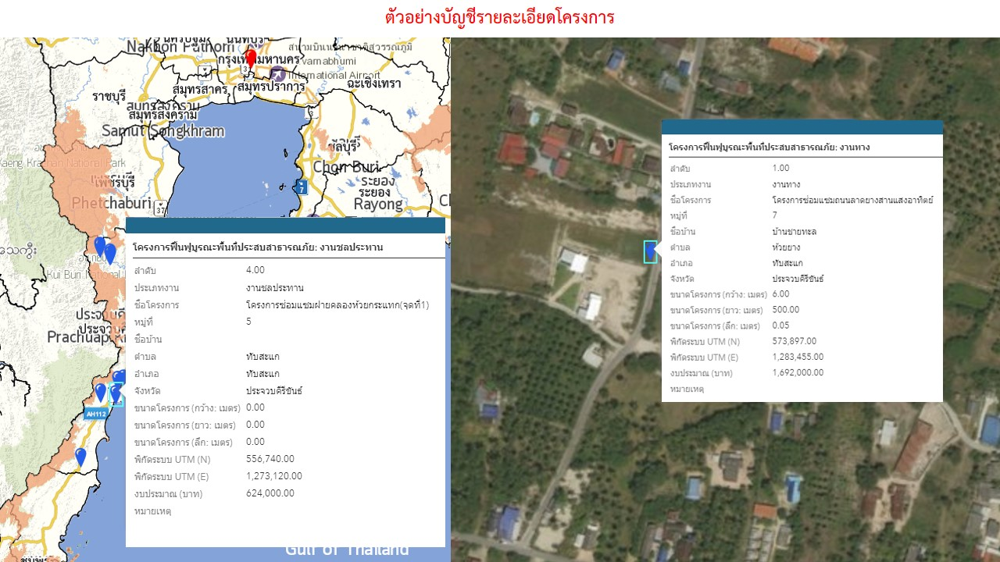 ตัวอย่างบัญชีรายละเอียดโครงการ
Nakhon Pathom
กรุงเทพมหานคร
International Airport
สมุทรสาคร
สมุทรปราการ
ฉะเชิงเทรา
ราชบุรี
สมุทรสงคราม
Samut Songkhram
ชลบุรี
Chon Buri
7
ระยอง
ระยอง
Rayong
เพชรบุรี
Phetchaburi
37
AH112
Gulf of Thailand
โครงการฟื้นฟูบูรณะพื้นที่ประสบสาธารณภัย: งานชลประทาน
ลำดับ 4.00
ประเภทงาน งานชลประทาน
ชื่อโครงการ โครงการซ่อมแซมฝายคลองห้วยกระแทก(จุดที่1)
หมู่ที่ 5
ชื่อบ้าน
ตำบล ทับสะแก
อำเภอ ทับสะแก
จังหวัด ประจวบคีรีขันธ์
ขนาดโครงการ (กว้าง: เมตร) 0.00
ขนาดโครงการ (ยาว: เมตร) 0.00
ขนาดโครงการ (ลึก: เมตร) 0.00
พิกัดระบบ UTM (N) 556,740.00
พิกัดระบบ UTM (E) 1,273,120.00
งบประมาณ (บาท) 624,000.00
หมายเหตุ
โครงการฟื้นฟูบูรณะพื้นที่ประสบสาธารณภัย: งานทาง
ลำดับ 1.00
ประเภทงาน งานทาง
ชื่อโครงการ โครงการซ่อมแซมถนนลาดยางสานแสงอาทิตย์
หมู่ที่ 7
ชื่อบ้าน บ้านชายทะล
ตำบล ห้วยยาง
อำเภอ ทับสะแก
จังหวัด ประจวบคีรีขันธ์
ขนาดโครงการ (กว้าง: เมตร) 6.00
ขนาดโครงการ (ยาว: เมตร) 500.00
ขนาดโครงการ (ลึก: เมตร) 0.05
พิกัดระบบ UTM (N) 573,897.00
พิกัดระบบ UTM (E) 1,283,455.00
งบประมาณ (บาท) 1,692,000.00
หมายเหตุ